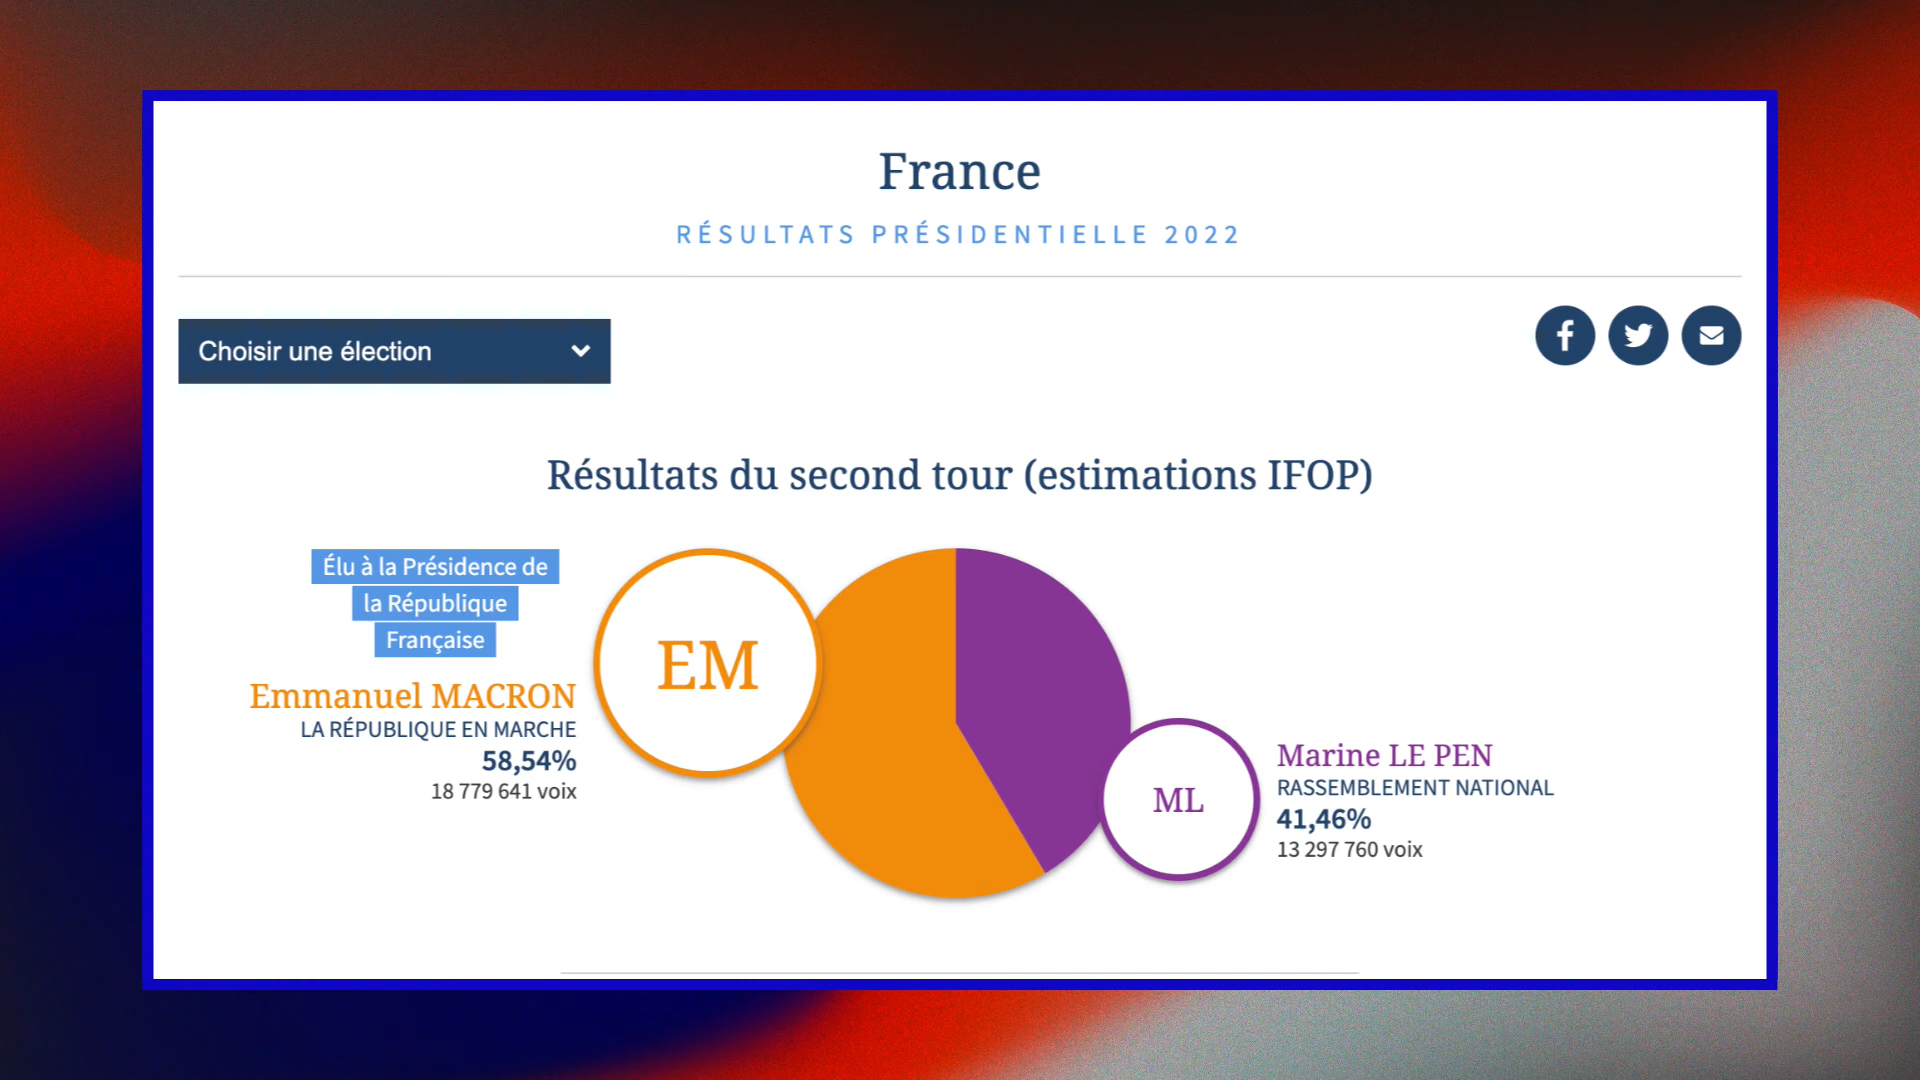 France
RÉSULTATS PRÉSIDENTIELLE 2022
Choisir une élection
Résultats du second tour (estimations IFOP)
Élu à la Présidence de
la République
Française
Emmanuel MACRON
LA RÉPUBLIQUE EN MARCHE
58,54%
18 779 641 voix
EM
ML
Marine LE PEN
RASSEMBLEMENT NATIONAL
41,46%
13 297 760 voix